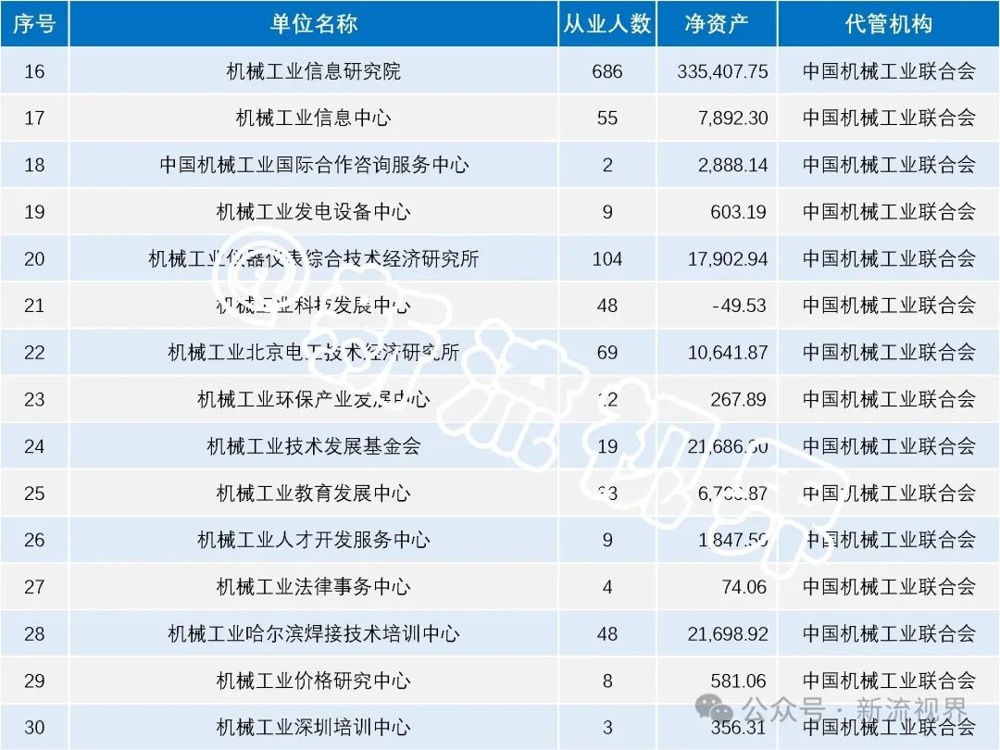 序号 单位名称 从业人数 净资产 代管机构
16 机械工业信息研究院 686 335,407.75 中国机械工业联合会
17 机械工业信息中心 55 7,892.30 中国机械工业联合会
18 中国机械工业国际合作咨询服务中心 2 2,888.14 中国机械工业联合会
19 机械工业发电设备中心 9 603.19 中国机械工业联合会
20 机械工业仪器仪表综合技术经济研究所 104 17,902.94 中国机械工业联合会
21 机械工业科技发展中心 48 -49.53 中国机械工业联合会
22 机械工业北京电工技术经济研究所 69 10,641.87 中国机械工业联合会
23 机械工业环保产业发展中心 12 267.89 中国机械工业联合会
24 机械工业技术发展基金会 19 中国机械工业联合会
25 机械工业教育发展中心 中国机械工业联合会
26 机械工业人才开发服务中心 9 中国机械工业联合会
27 机械工业法律事务中心 4 74.06 中国机械工业联合会
28 机械工业哈尔滨焊接技术培训中心 48 21,698.92 中国机械工业联合会
29 机械工业价格研究中心 8 581.06 中国机械工业联合会
30 机械工业深圳培训中心 3 356.31 中国机械工业联合会
@新流视界
公众号·新流视界